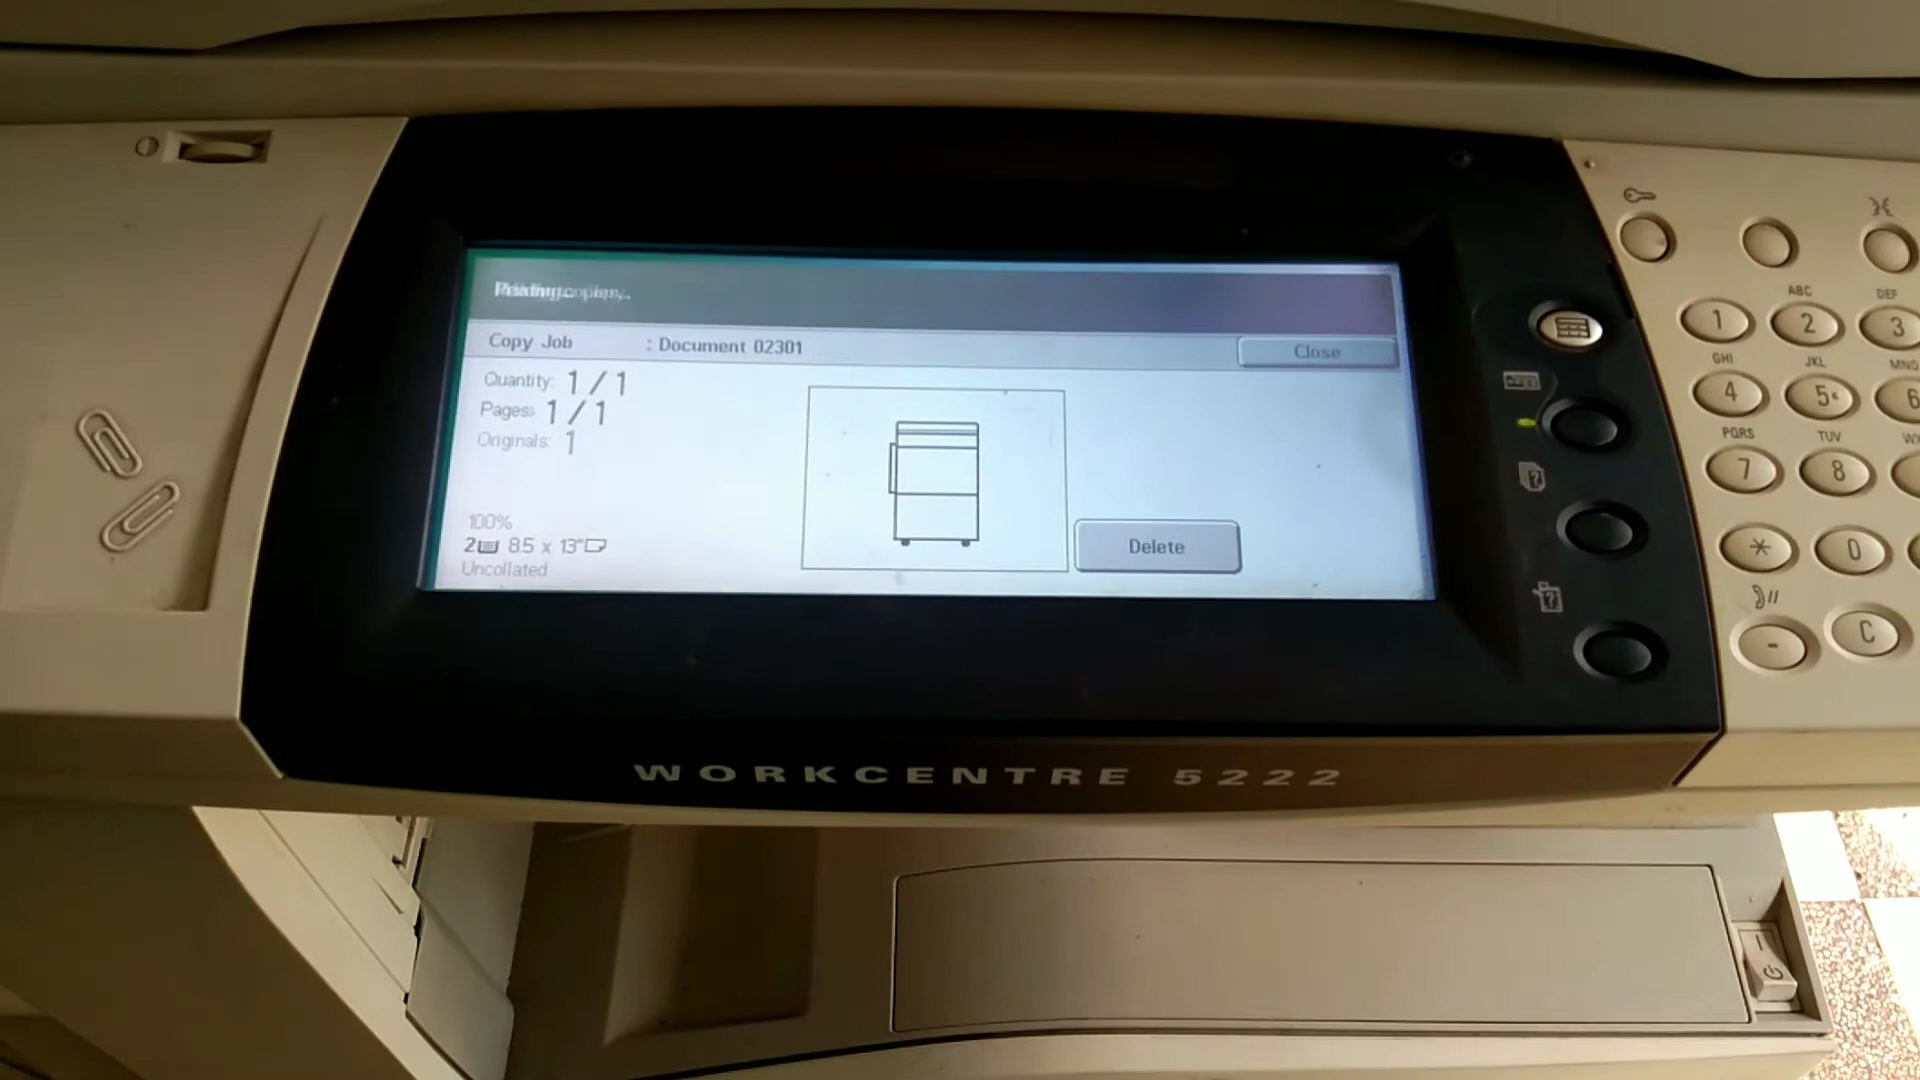 Copy Job : Document 02301 Close
Quantity: 1/1
Pages: 1/1
Originals: 1
100%
2 8.5 x 13"
Uncollated
Delete
WORKCENTRE 5222
ABC DEF
1 2 3
GHI JKL MNO
4 5 6
PQRS TUV WX
7 8
* 0
- C